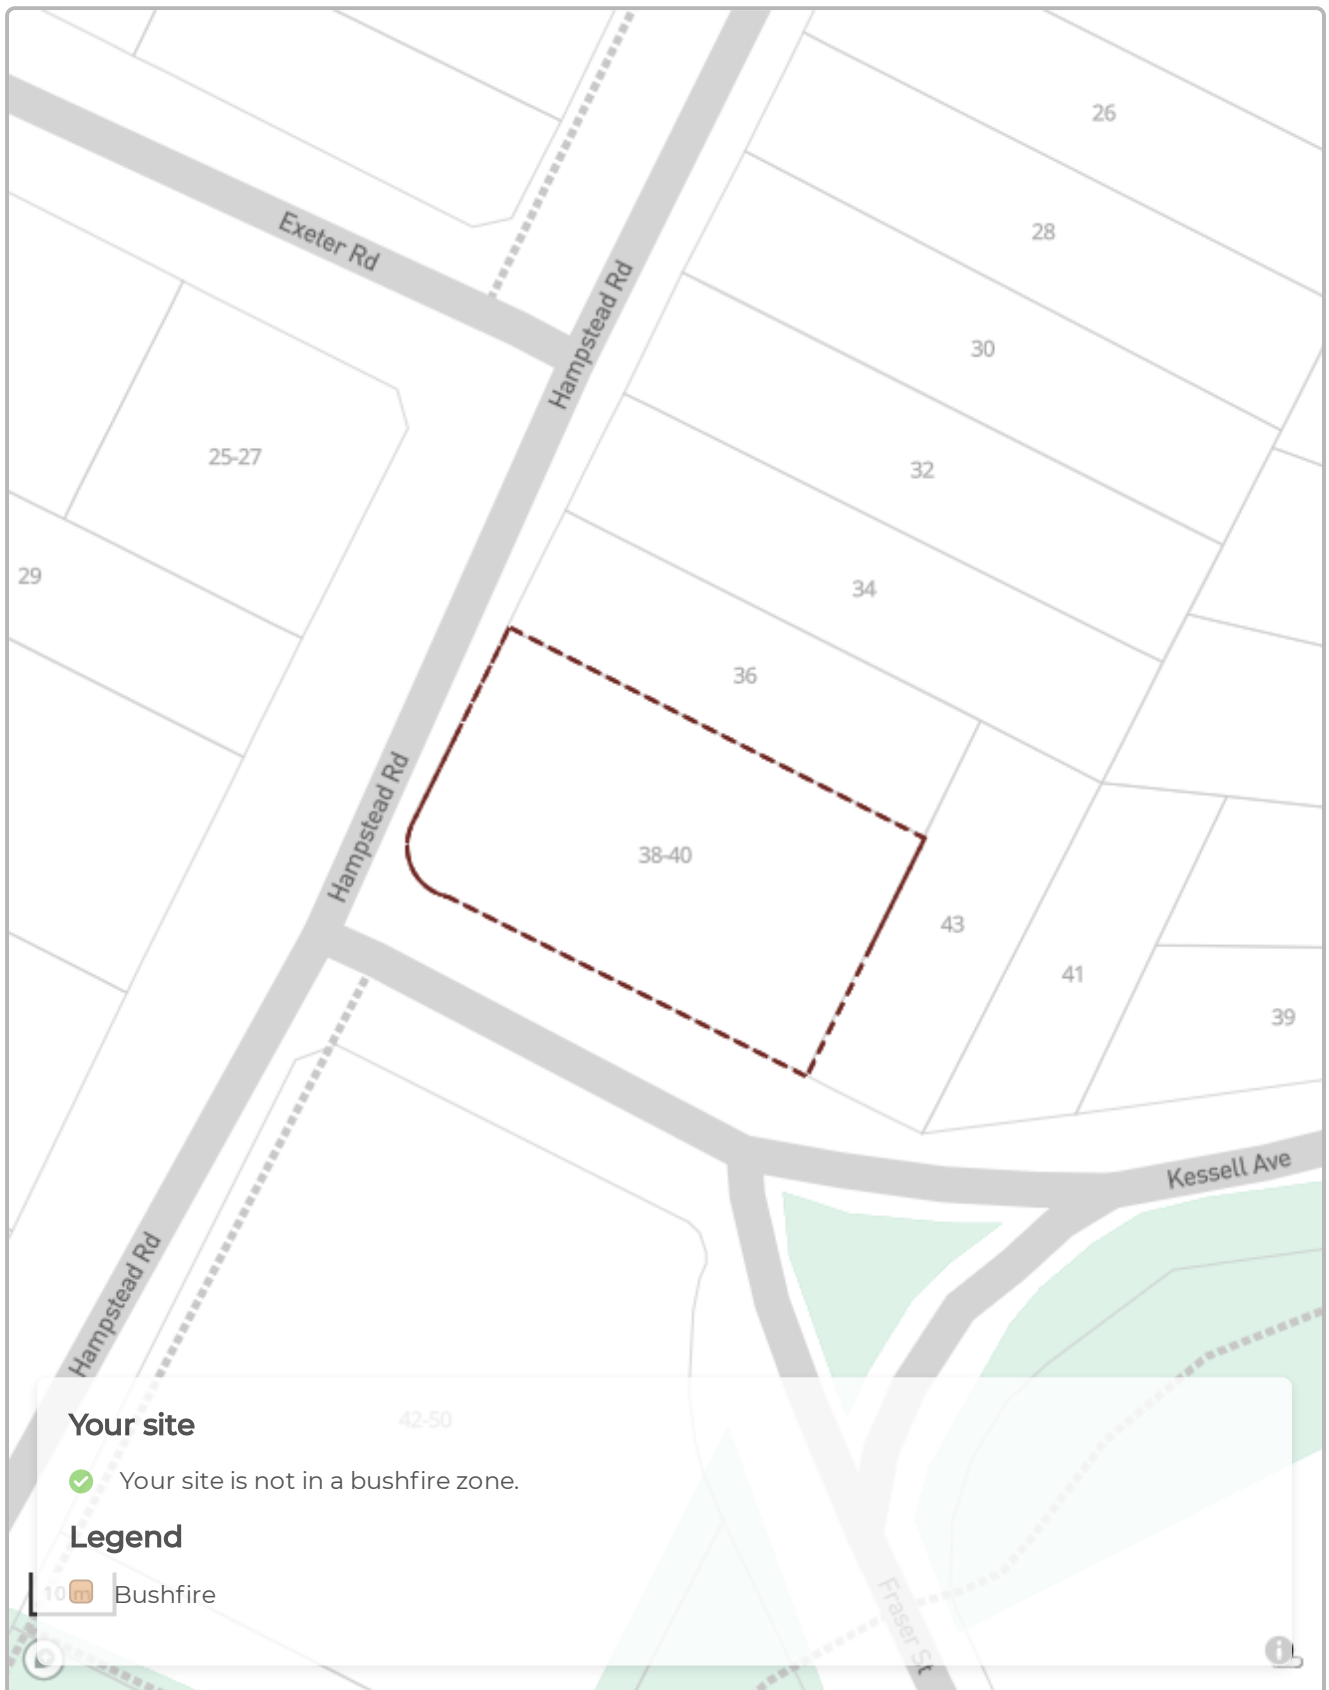 26
28
Exeter Rd
Hampstead Rd
30
25-27
32
29
34
36
Hampstead Rd
38-40
43
41
39
Kessell Ave
Hampstead Rd
42-50
Your site
Your site is not in a bushfire zone.
Legend
10 m
Bushfire
Fraser St